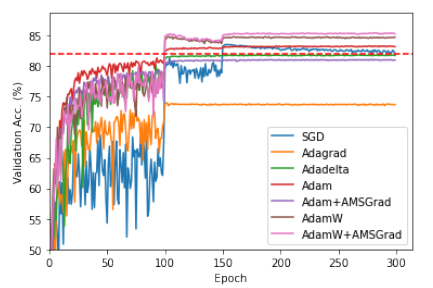 85
80
75
70
65
60
55
50
Validation Acc. (%)
0
50
100
150
200
250
300
Epoch
SGD
Adagrad
Adadelta
Adam
Adam+AMSGrad
AdamW
AdamW+AMSGrad